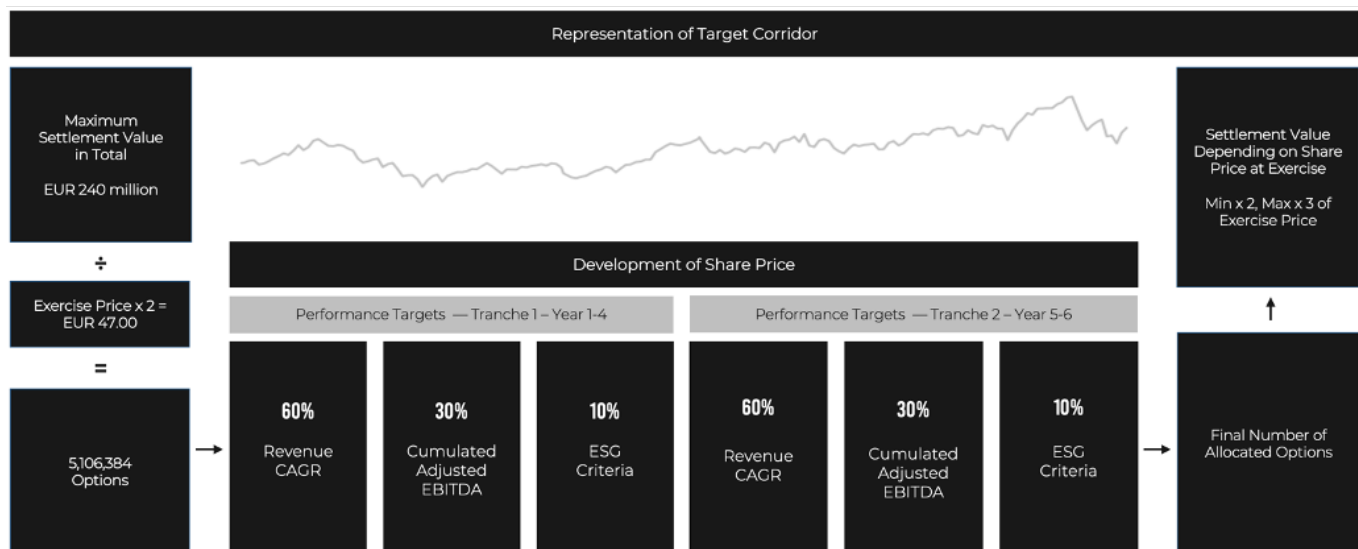 Representation of Target Corridor
Maximum
Settlement Value
in Total
EUR 240 million
÷
Exercise Price x 2 =
EUR 47.00
=
5,106,384
Options
Development of Share Price
Performance Targets — Tranche 1 – Year 1-4
60%
Revenue
CAGR
30%
Cumulated
Adjusted
EBITDA
10%
ESG
Criteria
Performance Targets — Tranche 2 – Year 5-6
60%
Revenue
CAGR
30%
Cumulated
Adjusted
EBITDA
10%
ESG
Criteria
Settlement Value
Depending on Share
Price at Exercise
Min x 2, Max x 3 of
Exercise Price
Final Number of
Allocated Options